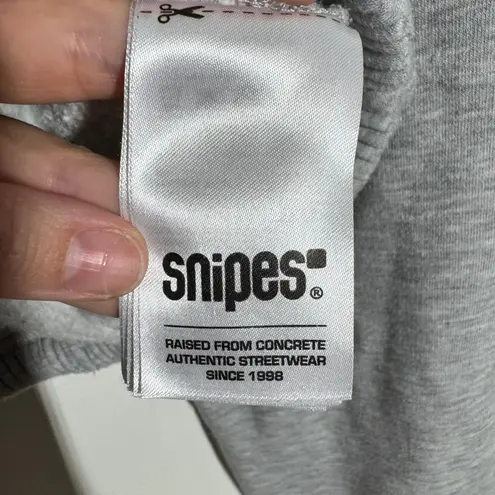 snipes®
RAISED FROM CONCRETE
AUTHENTIC STREETWEAR
SINCE 1998